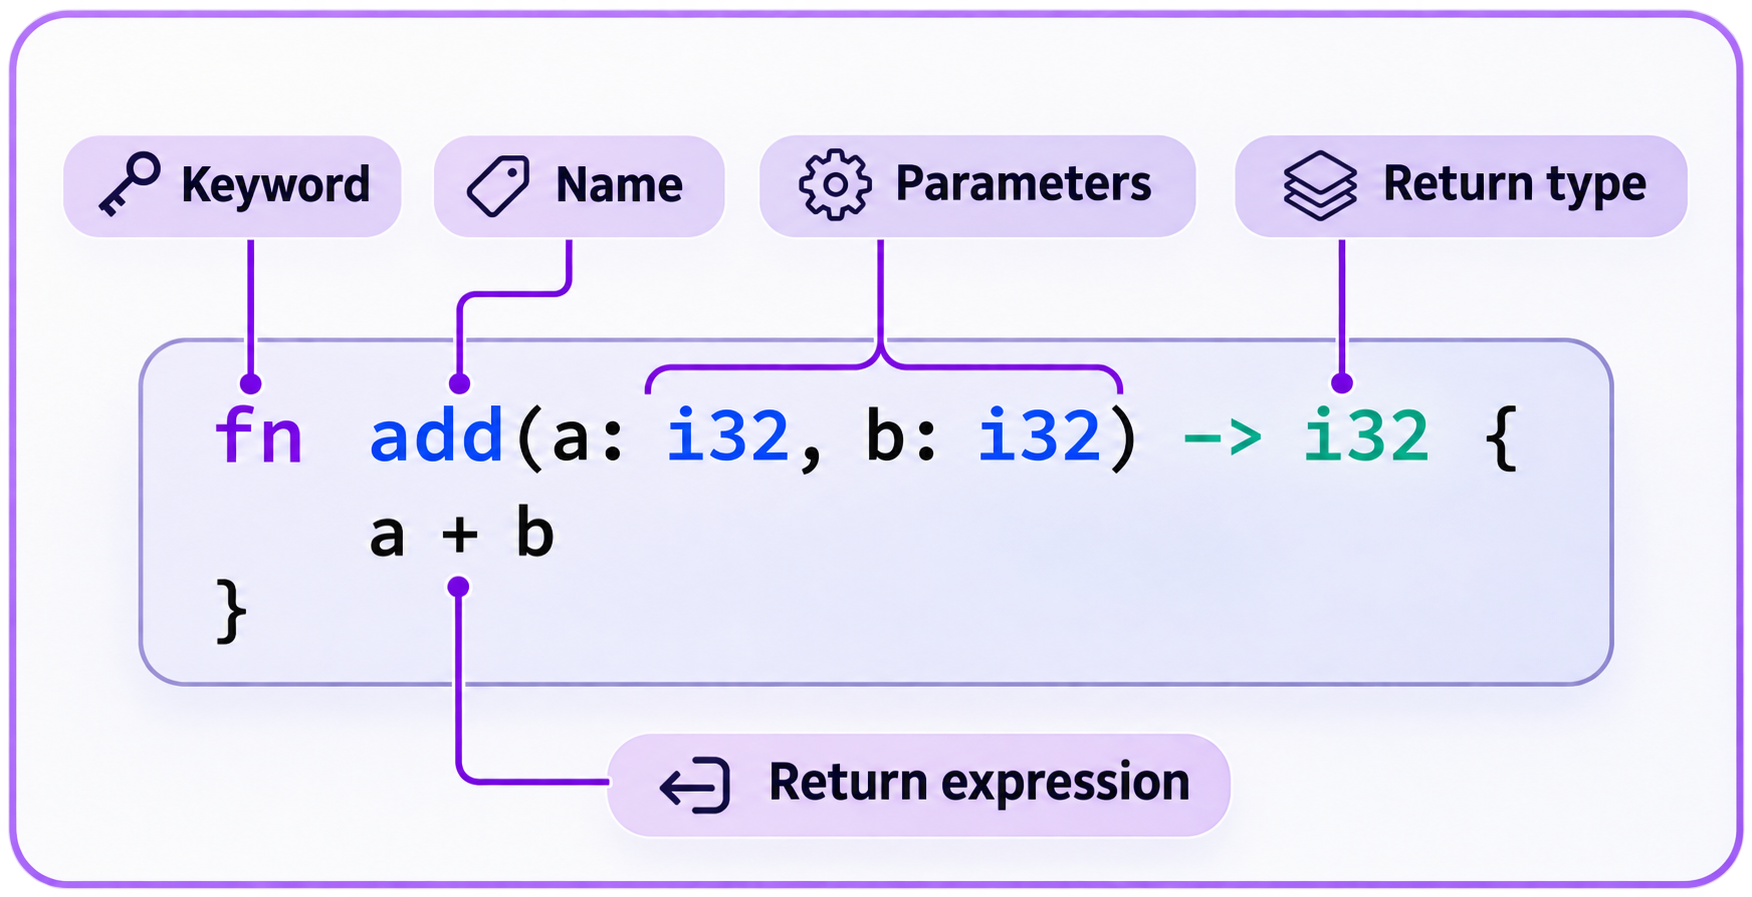 Keyword
Name
Parameters
Return type
fn add(a: i32, b: i32) -> i32 {
a + b
}
Return expression